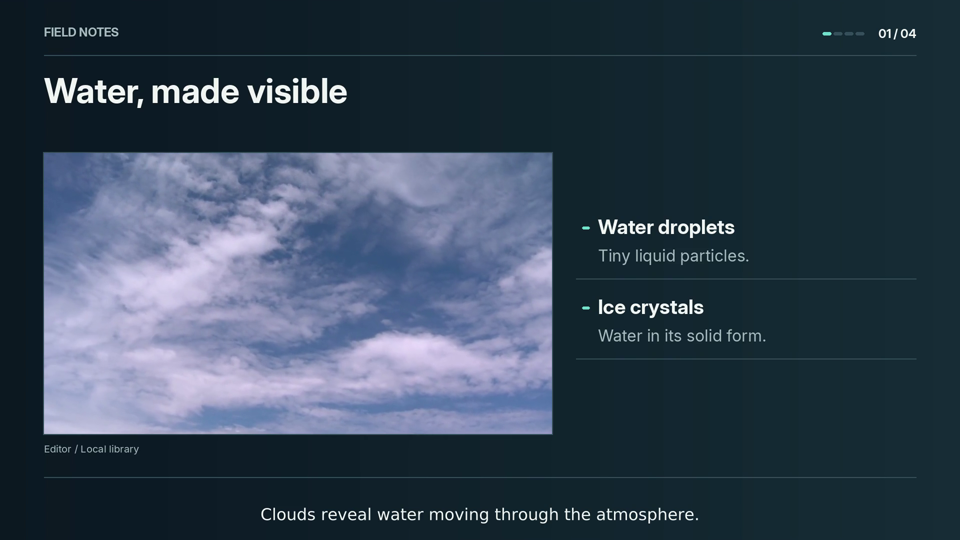 FIELD NOTES
01 / 04
Water, made visible
Water droplets
Tiny liquid particles.
Ice crystals
Water in its solid form.
Editor / Local library
Clouds reveal water moving through the atmosphere.